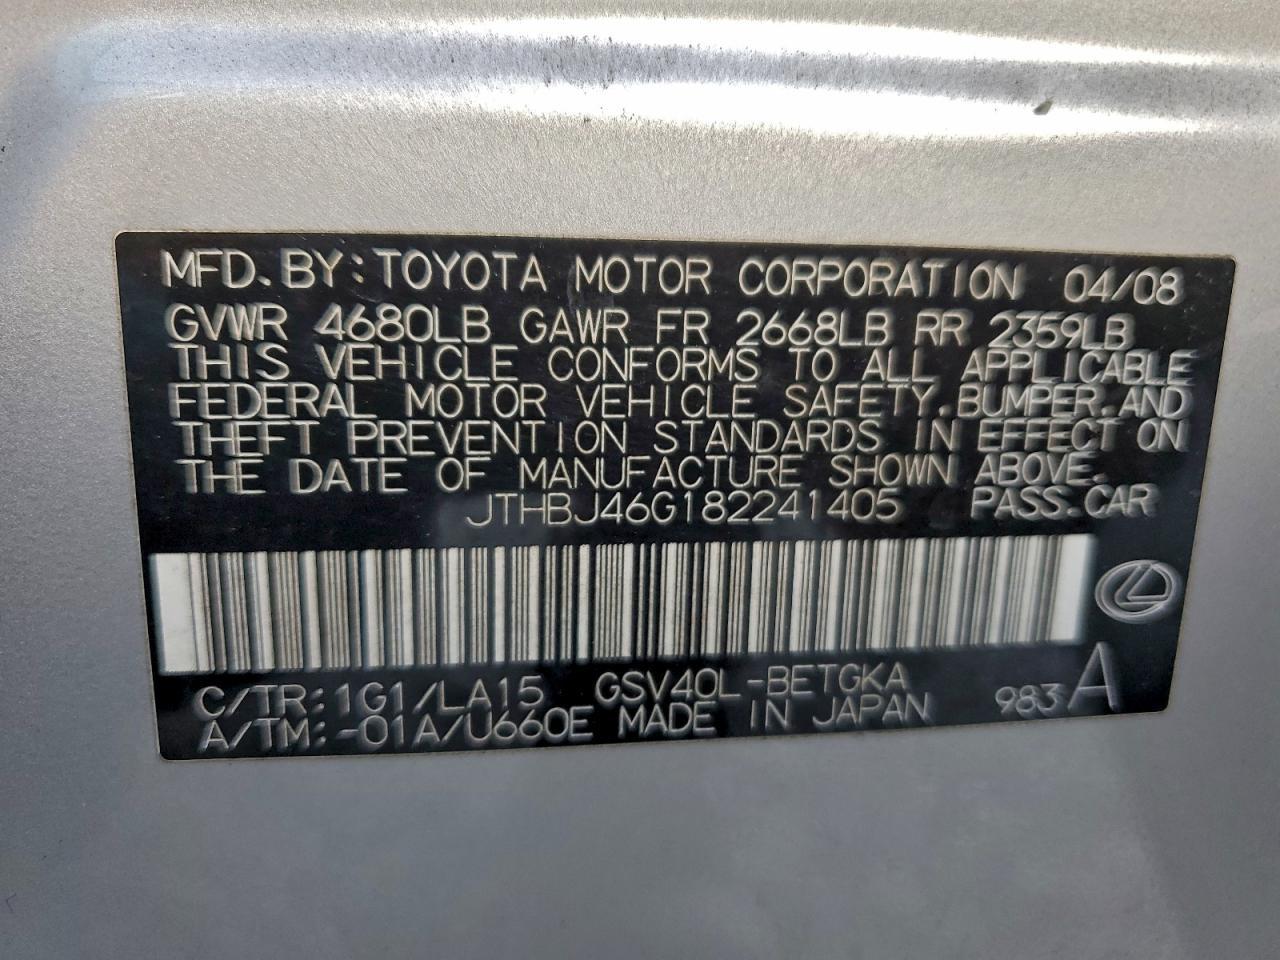 MFD. BY: TOYOTA MOTOR CORPORATION 04/08
GVWR 4680LB GAWR FR 2668LB RR 2359LB
THIS VEHICLE CONFORMS TO ALL APPLICABLE
FEDERAL MOTOR VEHICLE SAFETY, BUMPER, AND
THEFT PREVENTION STANDARDS IN EFFECT ON
THE DATE OF MANUFACTURE SHOWN ABOVE.
JTHBJ46G182241405 PASS. CAR
C/TR: 1G1/LA15 GSV40L-BETGKA 983 A
A/TM: -01A/U660E MADE IN JAPAN